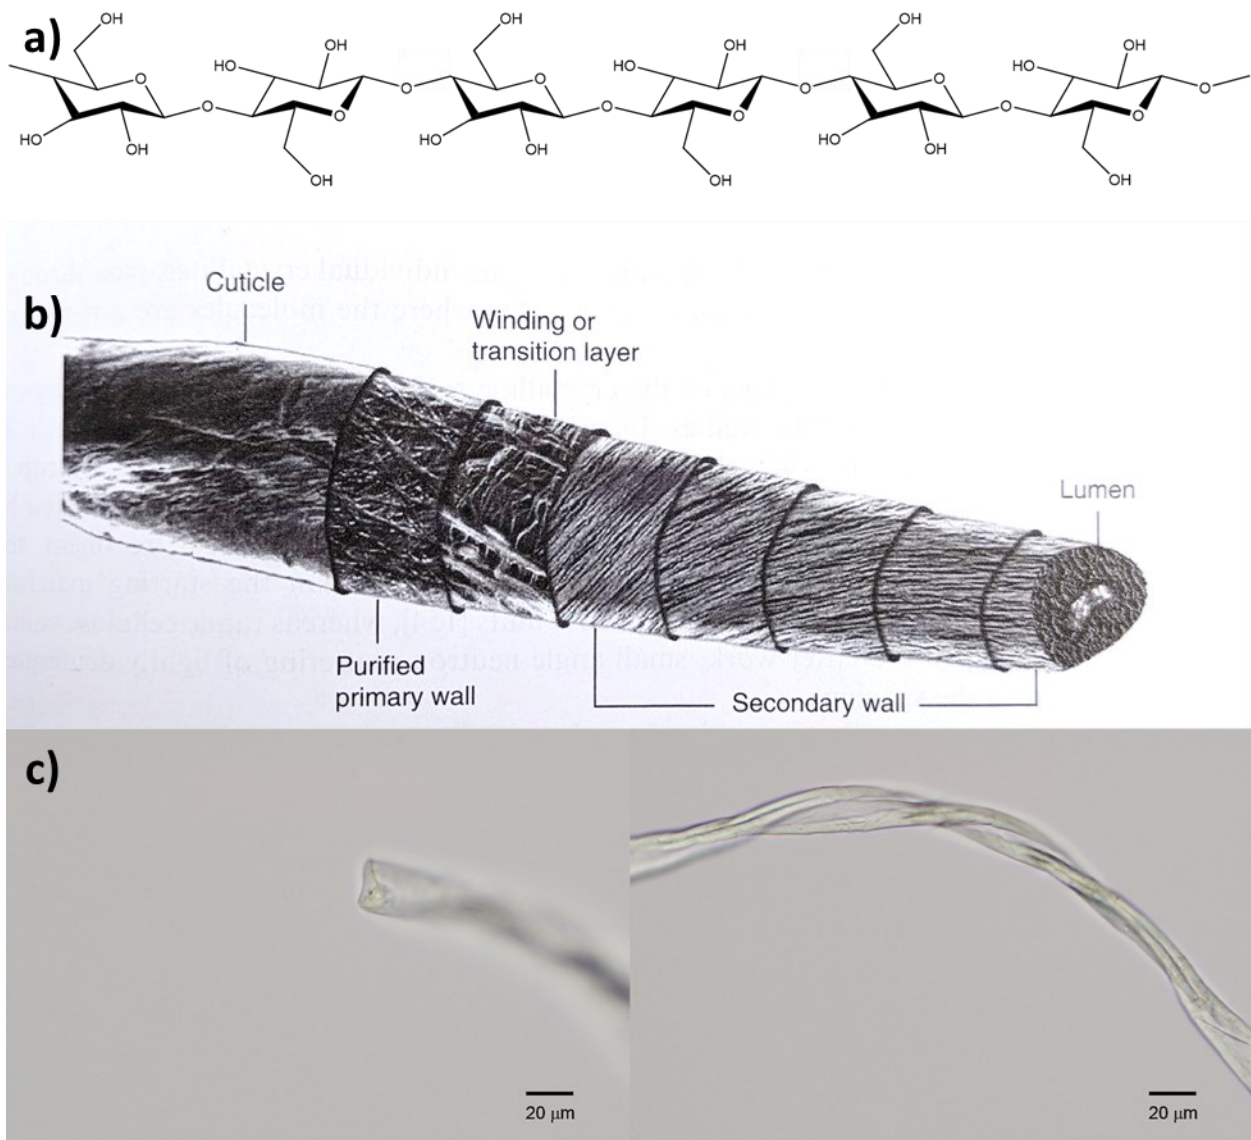 a)
OH OH OH
OH OH OH
HO HO HO
O O O
O O O
O O O
O O O
HO HO HO
OH OH OH
OH OH OH
b)
Cuticle
Winding or
transition layer
Lumen
Purified
primary wall
Secondary wall
c)
20 μm
20 μm